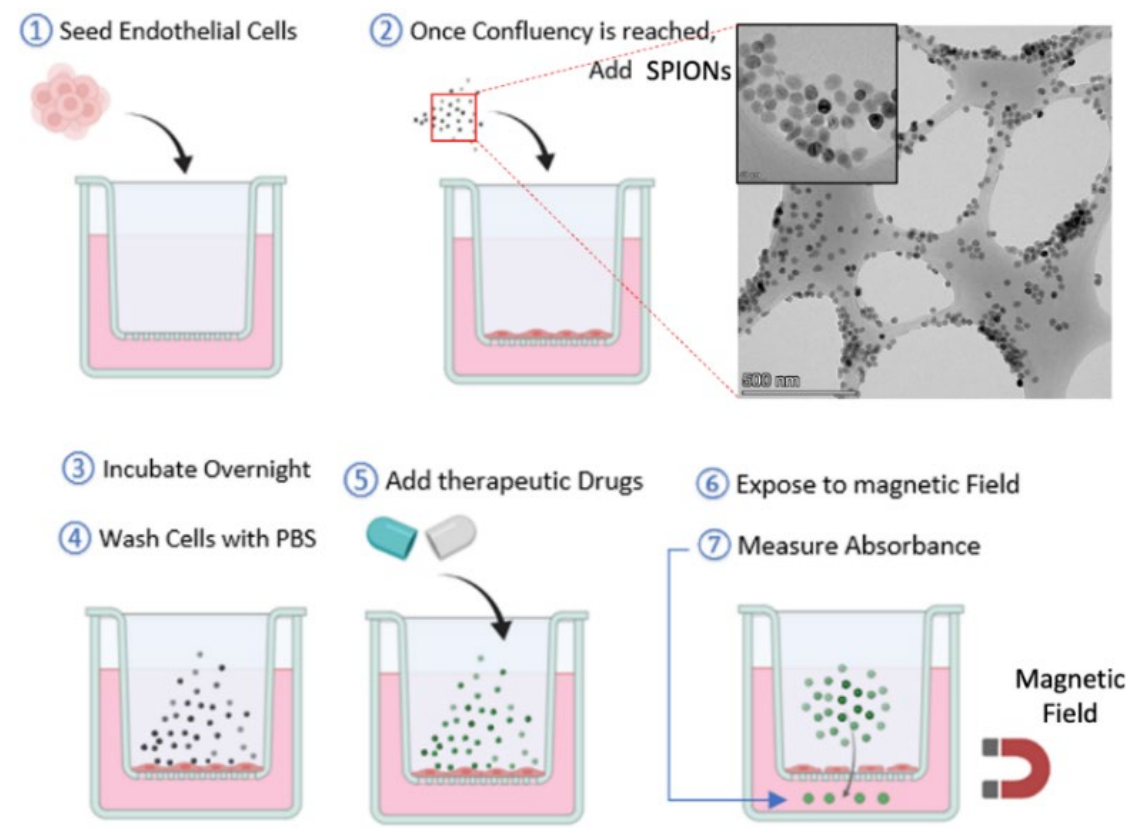 ① Seed Endothelial Cells
② Once Confluency is reached,
Add SPIONs
500 nm
③ Incubate Overnight
④ Wash Cells with PBS
⑤ Add therapeutic Drugs
⑥ Expose to magnetic Field
⑦ Measure Absorbance
Magnetic
Field